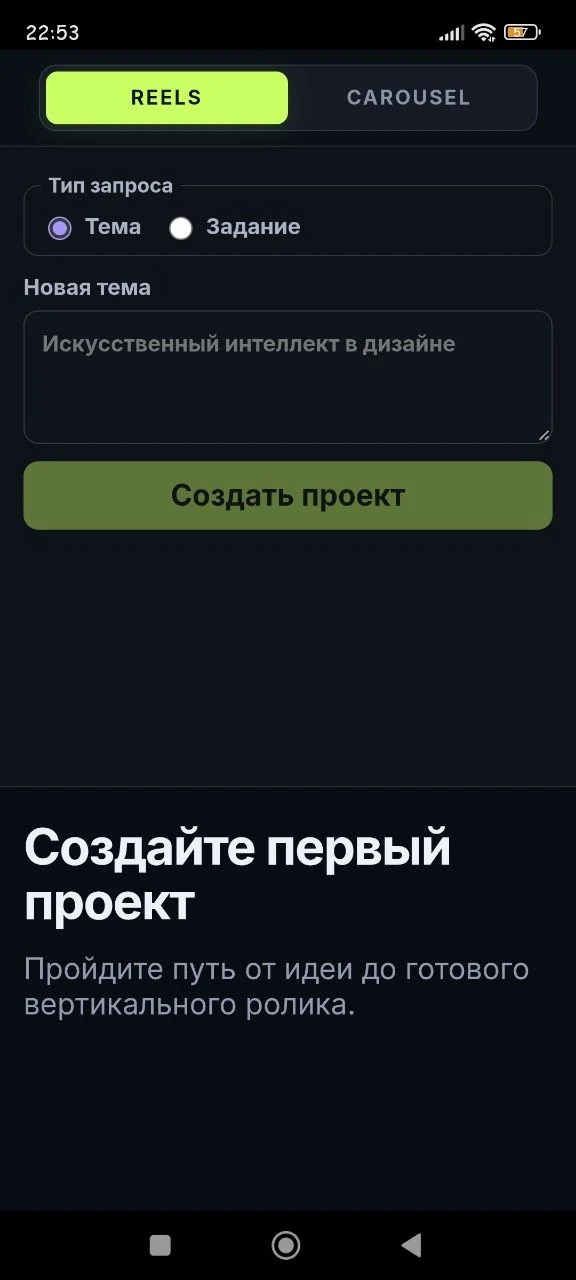 22:53
57
REELS
CAROUSEL
Тип запроса
Тема
Задание
Новая тема
Искусственный интеллект в дизайне
Создать проект
Создайте первый
проект
Пройдите путь от идеи до готового
вертикального ролика.